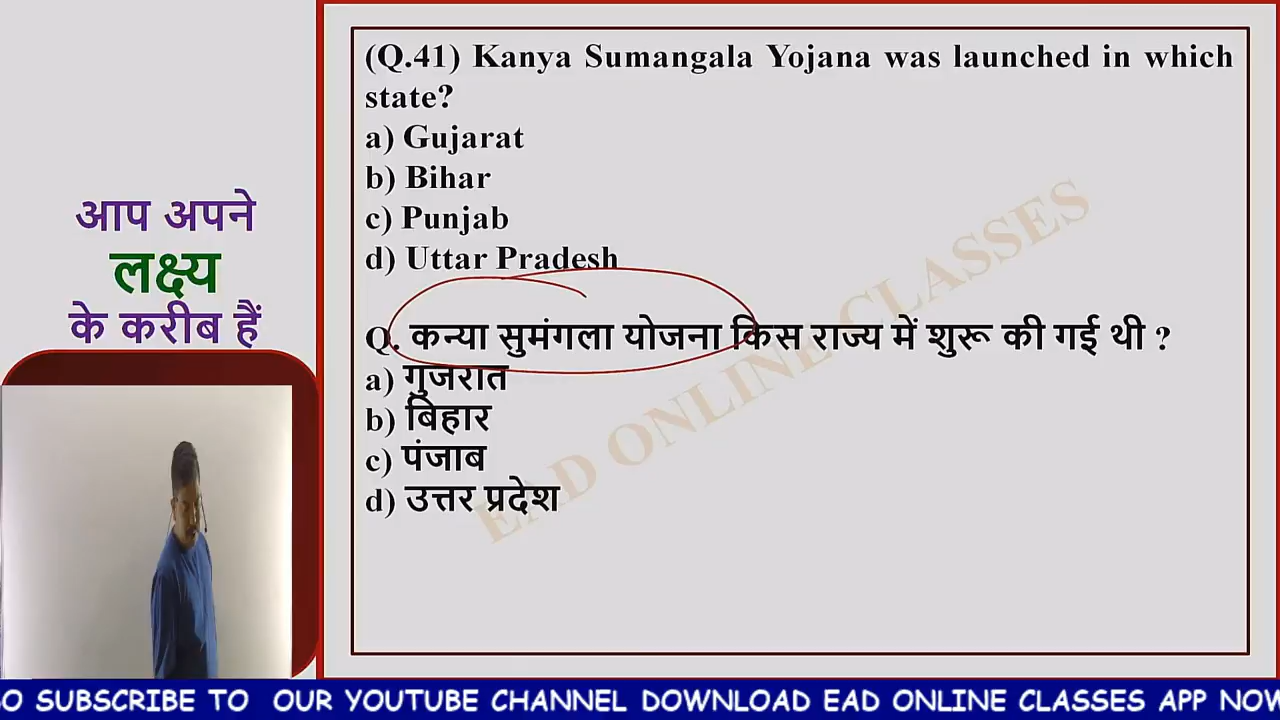 आप अपने
लक्ष्य
के करीब हैं
(Q.41) Kanya Sumangala Yojana was launched in which
state?
a) Gujarat
b) Bihar
c) Punjab
d) Uttar Pradesh
Q. कन्या सुमंगला योजना किस राज्य में शुरू की गई थी ?
a) गुजरात
b) बिहार
c) पंजाब
d) उत्तर प्रदेश
EAD ONLINE CLASSES
O SUBSCRIBE TO OUR YOUTUBE CHANNEL DOWNLOAD EAD ONLINE CLASSES APP NOW